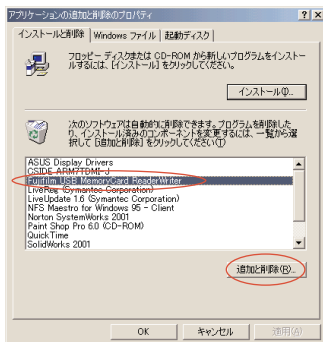 アプリケーションの追加と削除のプロパティ
インストールと削除
Windows ファイル
起動ディスク
フロッピー ディスクまたは CD-ROM から新しいプログラムをインストー
ルするには、[インストール] をクリックしてください。
インストール(I)...
次のソフトウェアは自動的に削除できます。プログラムを削除した
り、インストール済みのコンポーネントを変更するには、一覧から選
択して [追加と削除] をクリックしてください(T)
ASUS Display Drivers
CSIDE ARM7TDMI-J
Fujifilm USB MemoryCard ReaderWriter
LiveReg (Symantec Corporation)
LiveUpdate 1.6 (Symantec Corporation)
NFS Maestro for Windows 95 - Client
Norton SystemWorks 2001
Paint Shop Pro 6.0 (CD-ROM)
QuickTime
SolidWorks 2001
追加と削除(R)...
OK
キャンセル
適用(A)